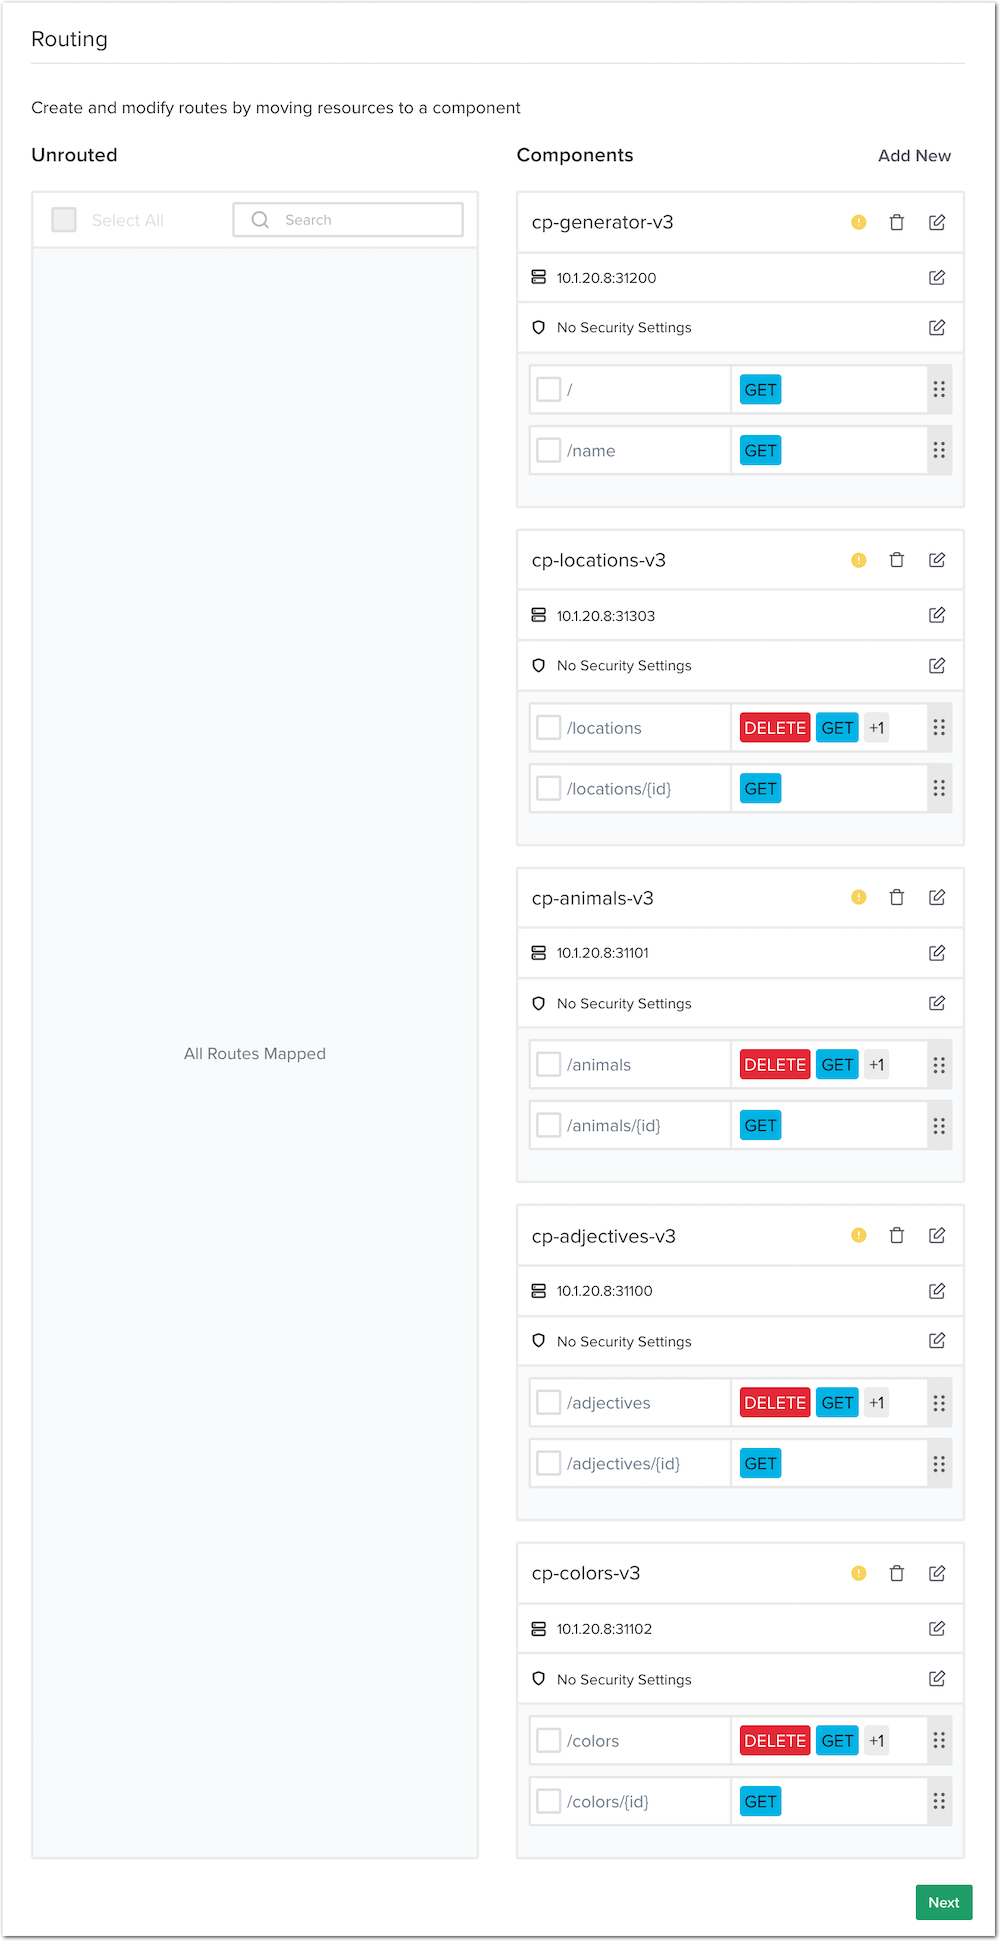 Routing
Create and modify routes by moving resources to a component
Unrouted
Select All
Search
All Routes Mapped
Components
Add New
cp-generator-v3
10.1.20.8:31200
No Security Settings
/ GET
/name GET
cp-locations-v3
10.1.20.8:31303
No Security Settings
/locations DELETE GET +1
/locations/{id} GET
cp-animals-v3
10.1.20.8:31101
No Security Settings
/animals DELETE GET +1
/animals/{id} GET
cp-adjectives-v3
10.1.20.8:31100
No Security Settings
/adjectives DELETE GET +1
/adjectives/{id} GET
cp-colors-v3
10.1.20.8:31102
No Security Settings
/colors DELETE GET +1
/colors/{id} GET
Next